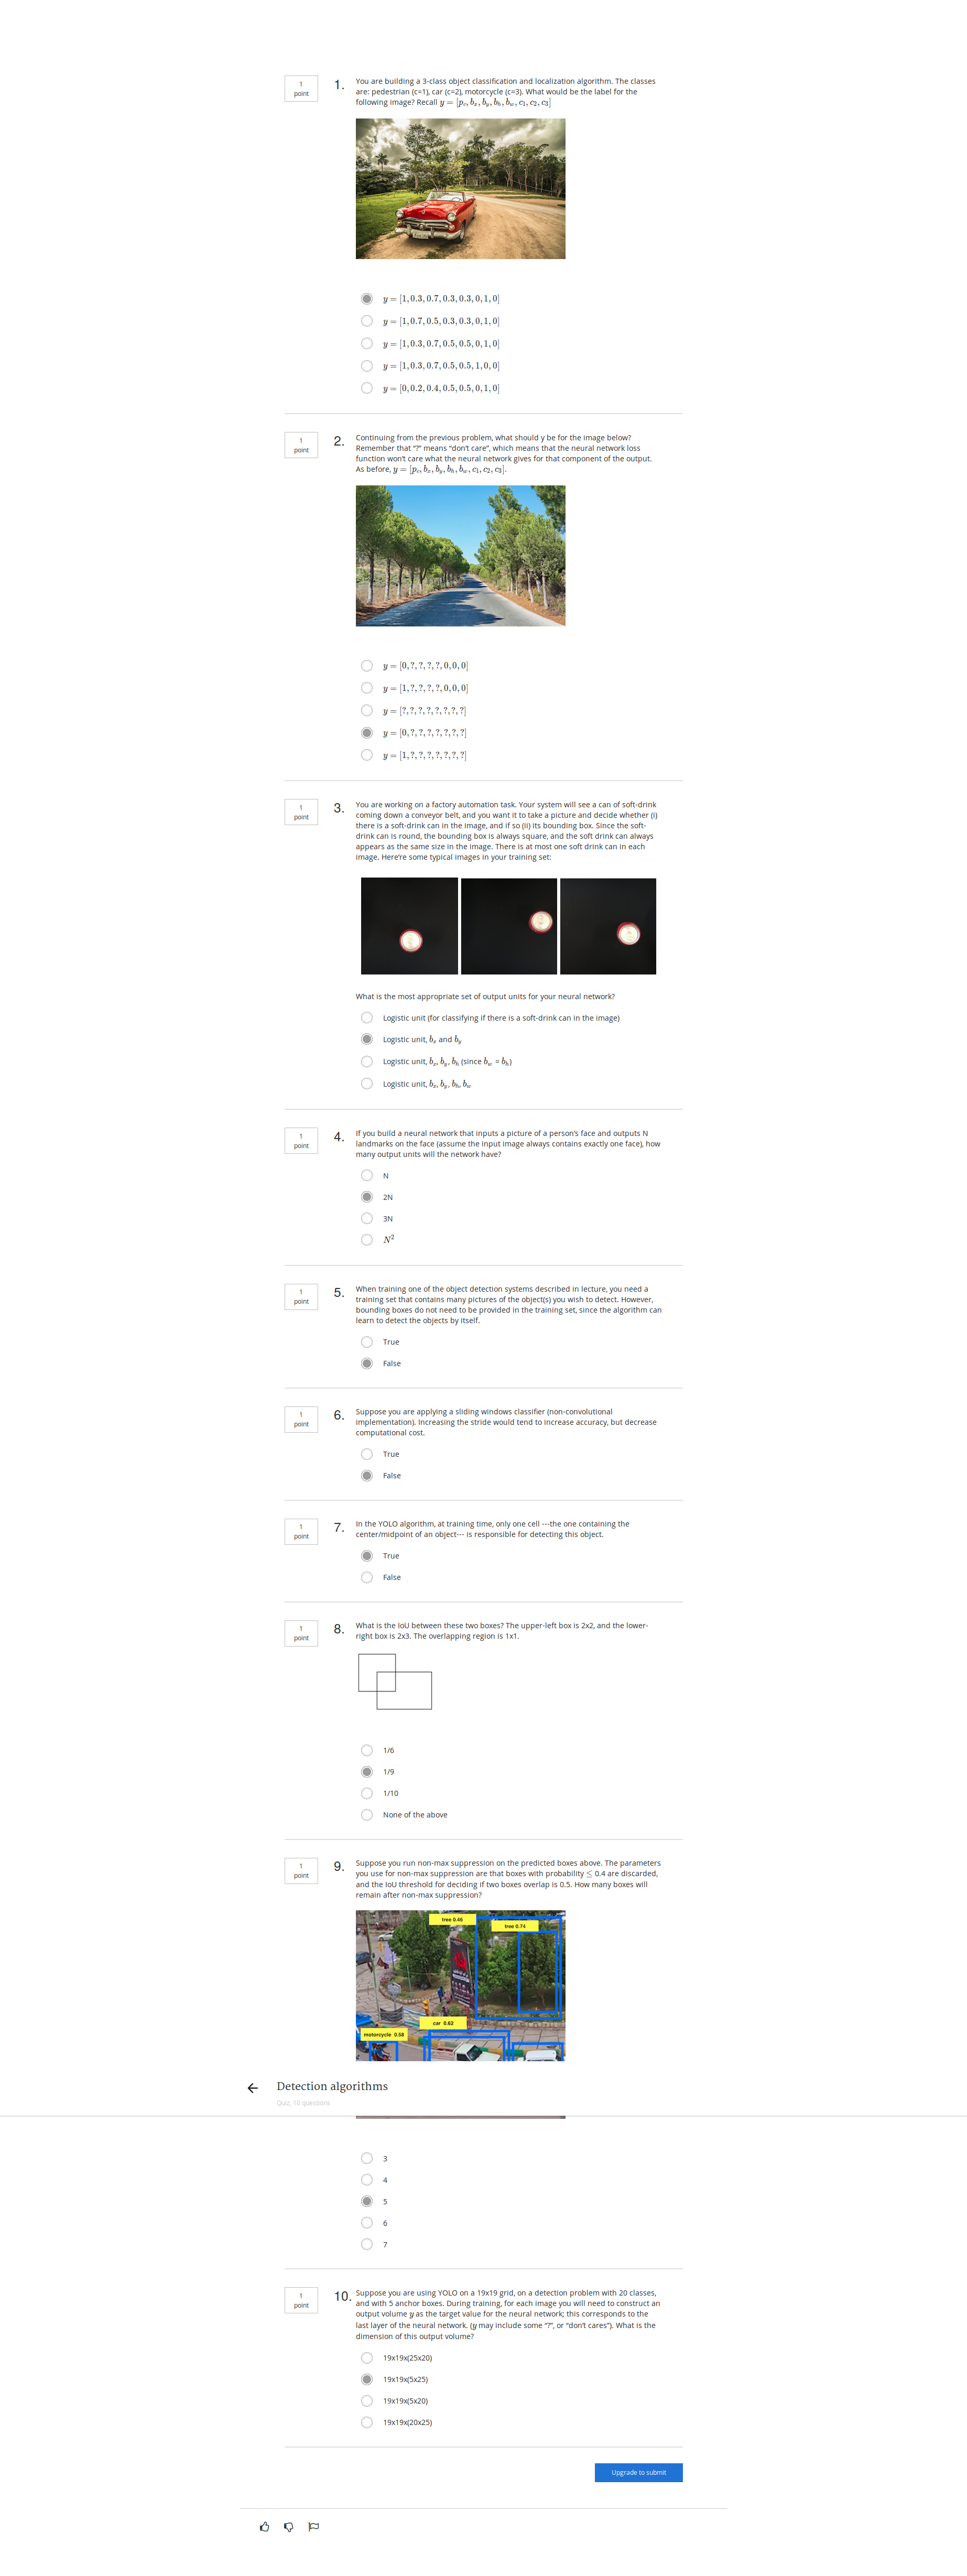 1
point
1.
You are building a 3-class object classification and localization algorithm. The classes
are: pedestrian (c=1), car (c=2), motorcycle (c=3). What would be the label for the
following image? Recall y = [p_c, b_x, b_y, b_h, b_w, c_1, c_2, c_3]
y = [1, 0.3, 0.7, 0.3, 0.3, 0, 1, 0]
y = [1, 0.7, 0.5, 0.3, 0.3, 0, 1, 0]
y = [1, 0.3, 0.7, 0.5, 0.5, 0, 1, 0]
y = [1, 0.3, 0.7, 0.5, 0.5, 1, 0, 0]
y = [0, 0.2, 0.4, 0.5, 0.5, 0, 1, 0]
1
point
2.
Continuing from the previous problem, what should y be for the image below?
Remember that “?” means “don’t care”, which means that the neural network loss
function won’t care what the neural network gives for that component of the output.
As before, y = [p_c, b_x, b_y, b_h, b_w, c_1, c_2, c_3].
y = [0, ?, ?, ?, ?, 0, 0, 0]
y = [1, ?, ?, ?, ?, 0, 0, 0]
y = [?, ?, ?, ?, ?, ?, ?, ?]
y = [0, ?, ?, ?, ?, ?, ?, ?]
y = [1, ?, ?, ?, ?, ?, ?, ?]
1
point
3.
You are working on a factory automation task. Your system will see a can of soft-drink
coming down a conveyor belt, and you want it to take a picture and decide whether (i)
there is a soft-drink can in the image, and if so (ii) its bounding box. Since the soft-
drink can is round, the bounding box is always square, and the soft drink can always
appears as the same size in the image. There is at most one soft drink can in each
image. Here’re some typical images in your training set:
What is the most appropriate set of output units for your neural network?
Logistic unit (for classifying if there is a soft-drink can in the image)
Logistic unit, b_x and b_y
Logistic unit, b_x, b_y, b_h (since b_w = b_h)
Logistic unit, b_x, b_y, b_h, b_w
1
point
4.
If you build a neural network that inputs a picture of a person’s face and outputs N
landmarks on the face (assume the input image always contains exactly one face), how
many output units will the network have?
N
2N
3N
N²
1
point
5.
When training one of the object detection systems described in lecture, you need a
training set that contains many pictures of the object(s) you wish to detect. However,
bounding boxes do not need to be provided in the training set, since the algorithm can
learn to detect the objects by itself.
True
False
1
point
6.
Suppose you are applying a sliding windows classifier (non-convolutional
implementation). Increasing the stride would tend to increase accuracy, but decrease
computational cost.
True
False
1
point
7.
In the YOLO algorithm, at training time, only one cell ---the one containing the
center/midpoint of an object--- is responsible for detecting this object.
True
False
1
point
8.
What is the IoU between these two boxes? The upper-left box is 2x2, and the lower-
right box is 2x3. The overlapping region is 1x1.
1/6
1/9
1/10
None of the above
1
point
9.
Suppose you run non-max suppression on the predicted boxes above. The parameters
you use for non-max suppression are that boxes with probability ≤ 0.4 are discarded,
and the IoU threshold for deciding if two boxes overlap is 0.5. How many boxes will
remain after non-max suppression?
tree 0.46
tree 0.74
car 0.62
motorcycle 0.58
Detection algorithms
Quiz, 10 questions
3
4
5
6
7
1
point
10.
Suppose you are using YOLO on a 19x19 grid, on a detection problem with 20 classes,
and with 5 anchor boxes. During training, for each image you will need to construct an
output volume y as the target value for the neural network; this corresponds to the
last layer of the neural network. (y may include some “?”, or “don’t cares”). What is the
dimension of this output volume?
19x19x(25x20)
19x19x(5x25)
19x19x(5x20)
19x19x(20x25)
Upgrade to submit